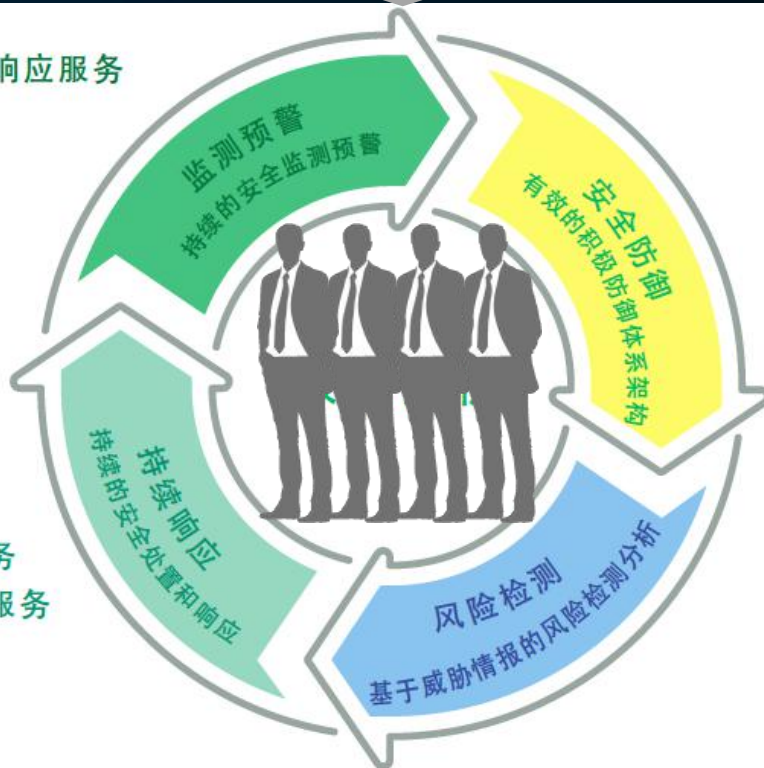 响应服务
监测预警
持续的安全监测预警
安全防御
有效的积极防御体系架构
风险检测
基于威胁情报的风险检测分析
持续响应
持续的安全处置和响应
务
服务